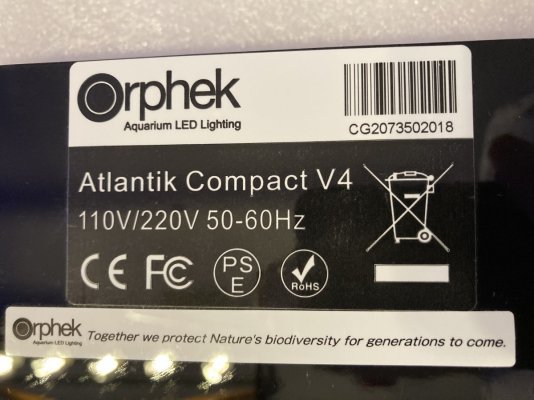 Orphek
Aquarium LED Lighting
CG2073502018
Atlantik Compact V4
110V/220V 50-60Hz
CE FC PS E RoHS
Orphek
Aquarium LED Lighting
Together we protect Nature's biodiversity for generations to come.